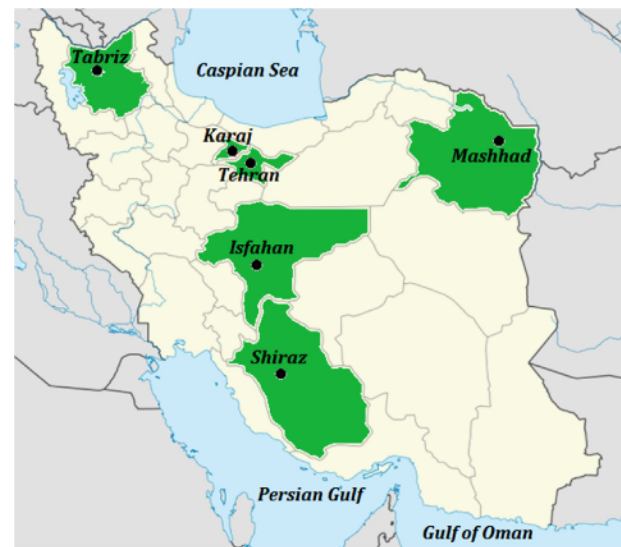 Tabriz
Caspian Sea
Karaj
Tehran
Mashhad
Isfahan
Shiraz
Persian Gulf
Gulf of Oman